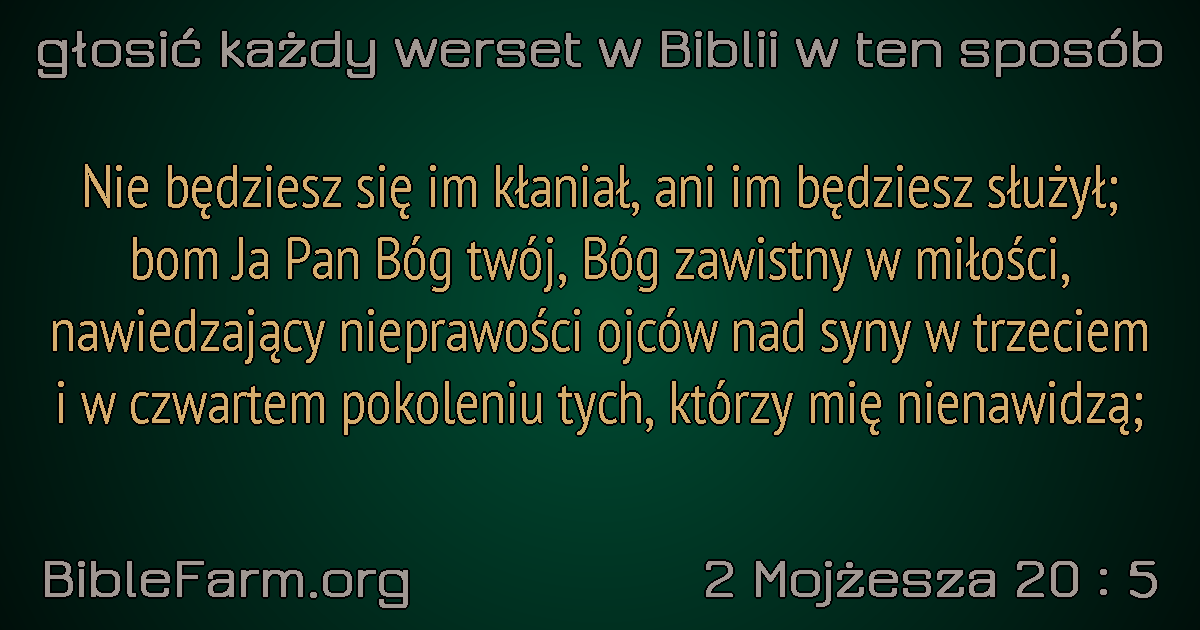 głosić każdy werset w Biblii w ten sposób
Nie będziesz się im kłaniał, ani im będziesz służył;
bom Ja Pan Bóg twój, Bóg zawistny w miłości,
nawiedzający nieprawości ojców nad syny w trzeciem
i w czwartem pokoleniu tych, którzy mię nienawidzą;
BibleFarm.org
2 Mojżesza 20 : 5